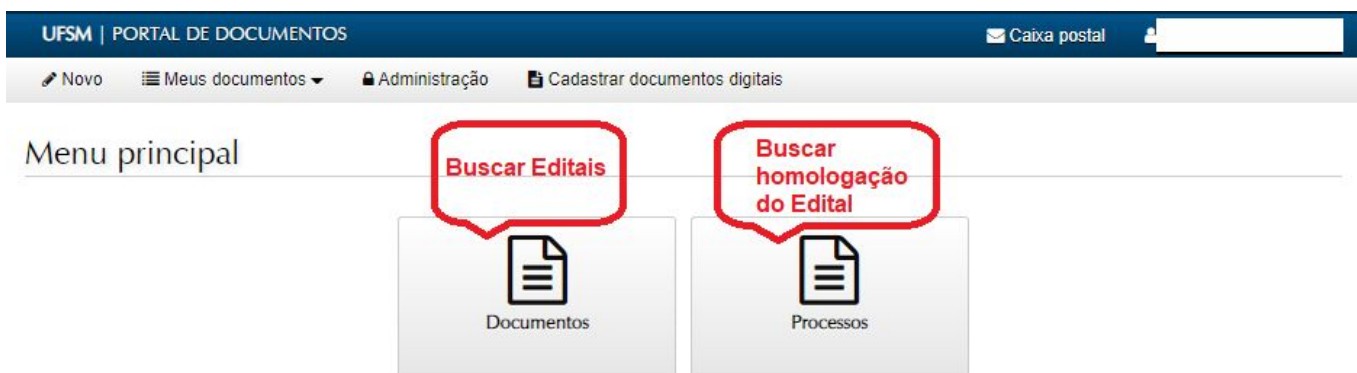 UFSM | PORTAL DE DOCUMENTOS Caixa postal
Novo Meus documentos Administração Cadastrar documentos digitais
Menu principal
Buscar Editais
Buscar
homologação
do Edital
Documentos
Processos